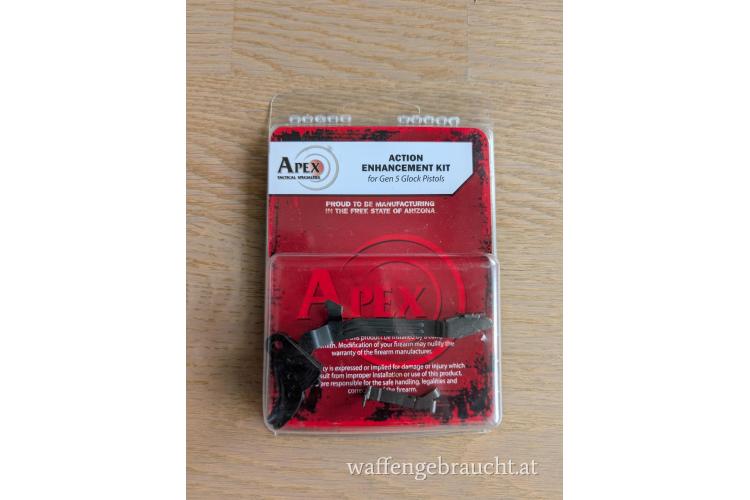 APEX
TACTICAL SPECIALTIES
ACTION
ENHANCEMENT KIT
for Gen 5 Glock Pistols
PROUD TO BE MANUFACTURING
IN THE FREE STATE OF ARIZONA
APEX
this product be installed by a
smith. Modification of your firearm may nullify the
warranty of the firearm manufacturer.
ty is expressed or implied for damage or injury which
sult from improper installation or use of this product.
are responsible for the safe handling, legalities and
of the firearm.
waffengebraucht.at